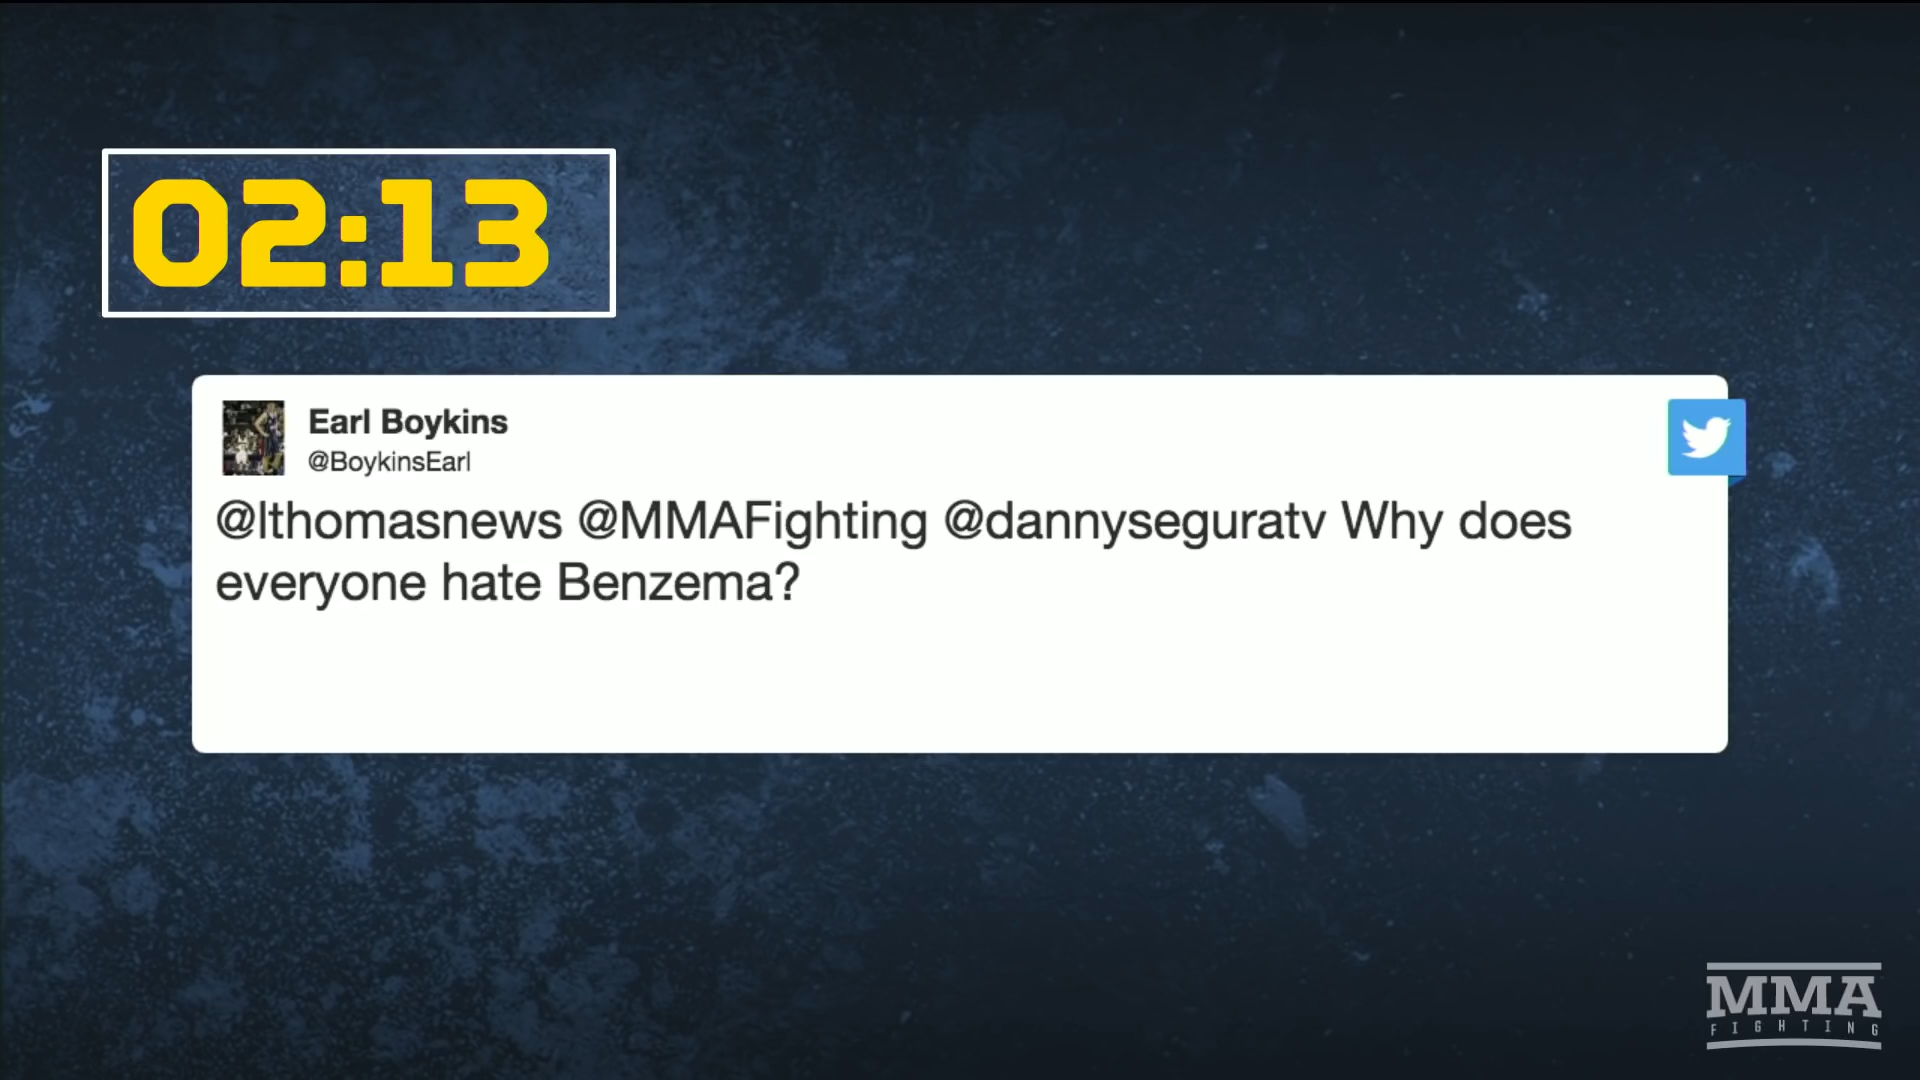 02:13
Earl Boykins
@BoykinsEarl
@lthomasnews @MMAFighting @dannyseguratv Why does
everyone hate Benzema?
MMA
FIGHTING